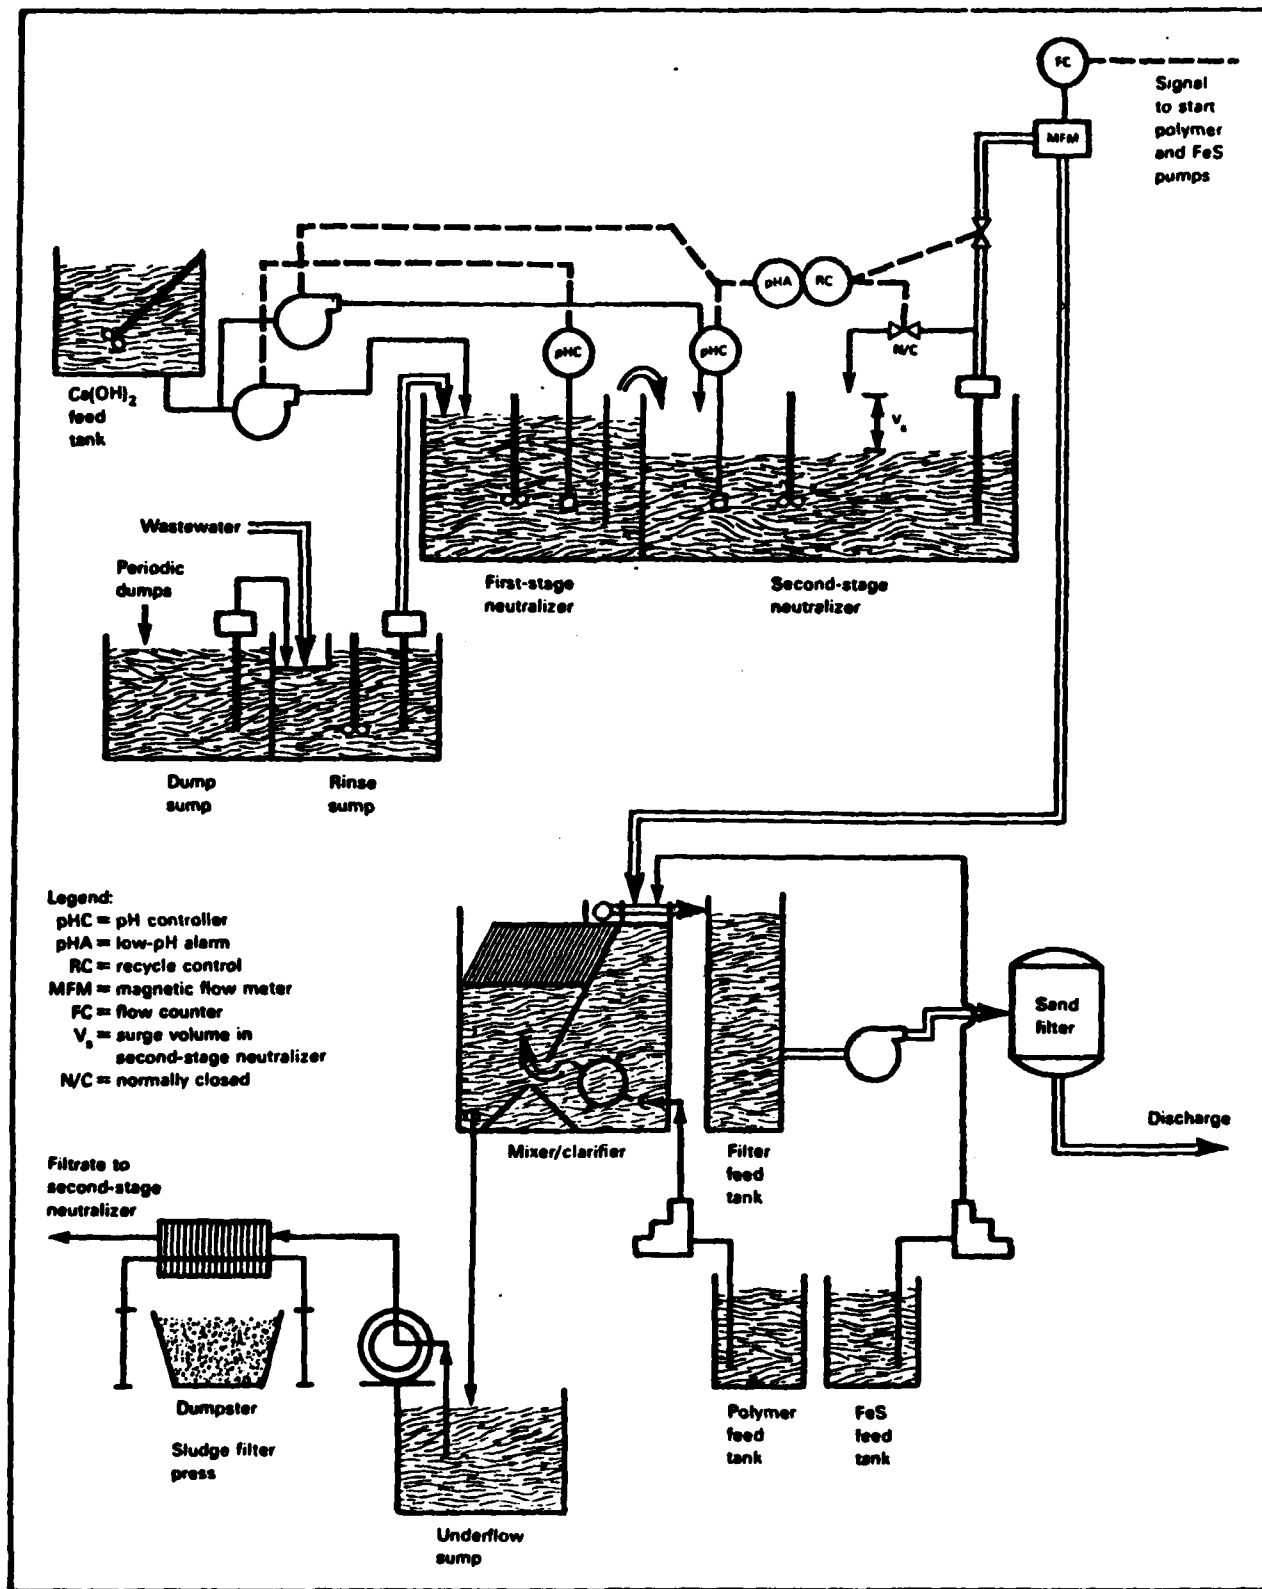 FC
Signal
to start
polymer
and FeS
pumps
MFM
pHA
RC
pHC
pHC
N/C
Vs
Ca(OH)2
feed
tank
Wastewater
Periodic
dumps
First-stage
neutralizer
Second-stage
neutralizer
Dump
sump
Rinse
sump
Legend:
pHC = pH controller
pHA = low-pH alarm
RC = recycle control
MFM = magnetic flow meter
FC = flow counter
Vs = surge volume in
second-stage neutralizer
N/C = normally closed
Sand
filter
Discharge
Mixer/clarifier
Filter
feed
tank
Filtrate to
second-stage
neutralizer
Dumpster
Sludge filter
press
Polymer
feed
tank
FeS
feed
tank
Underflow
sump